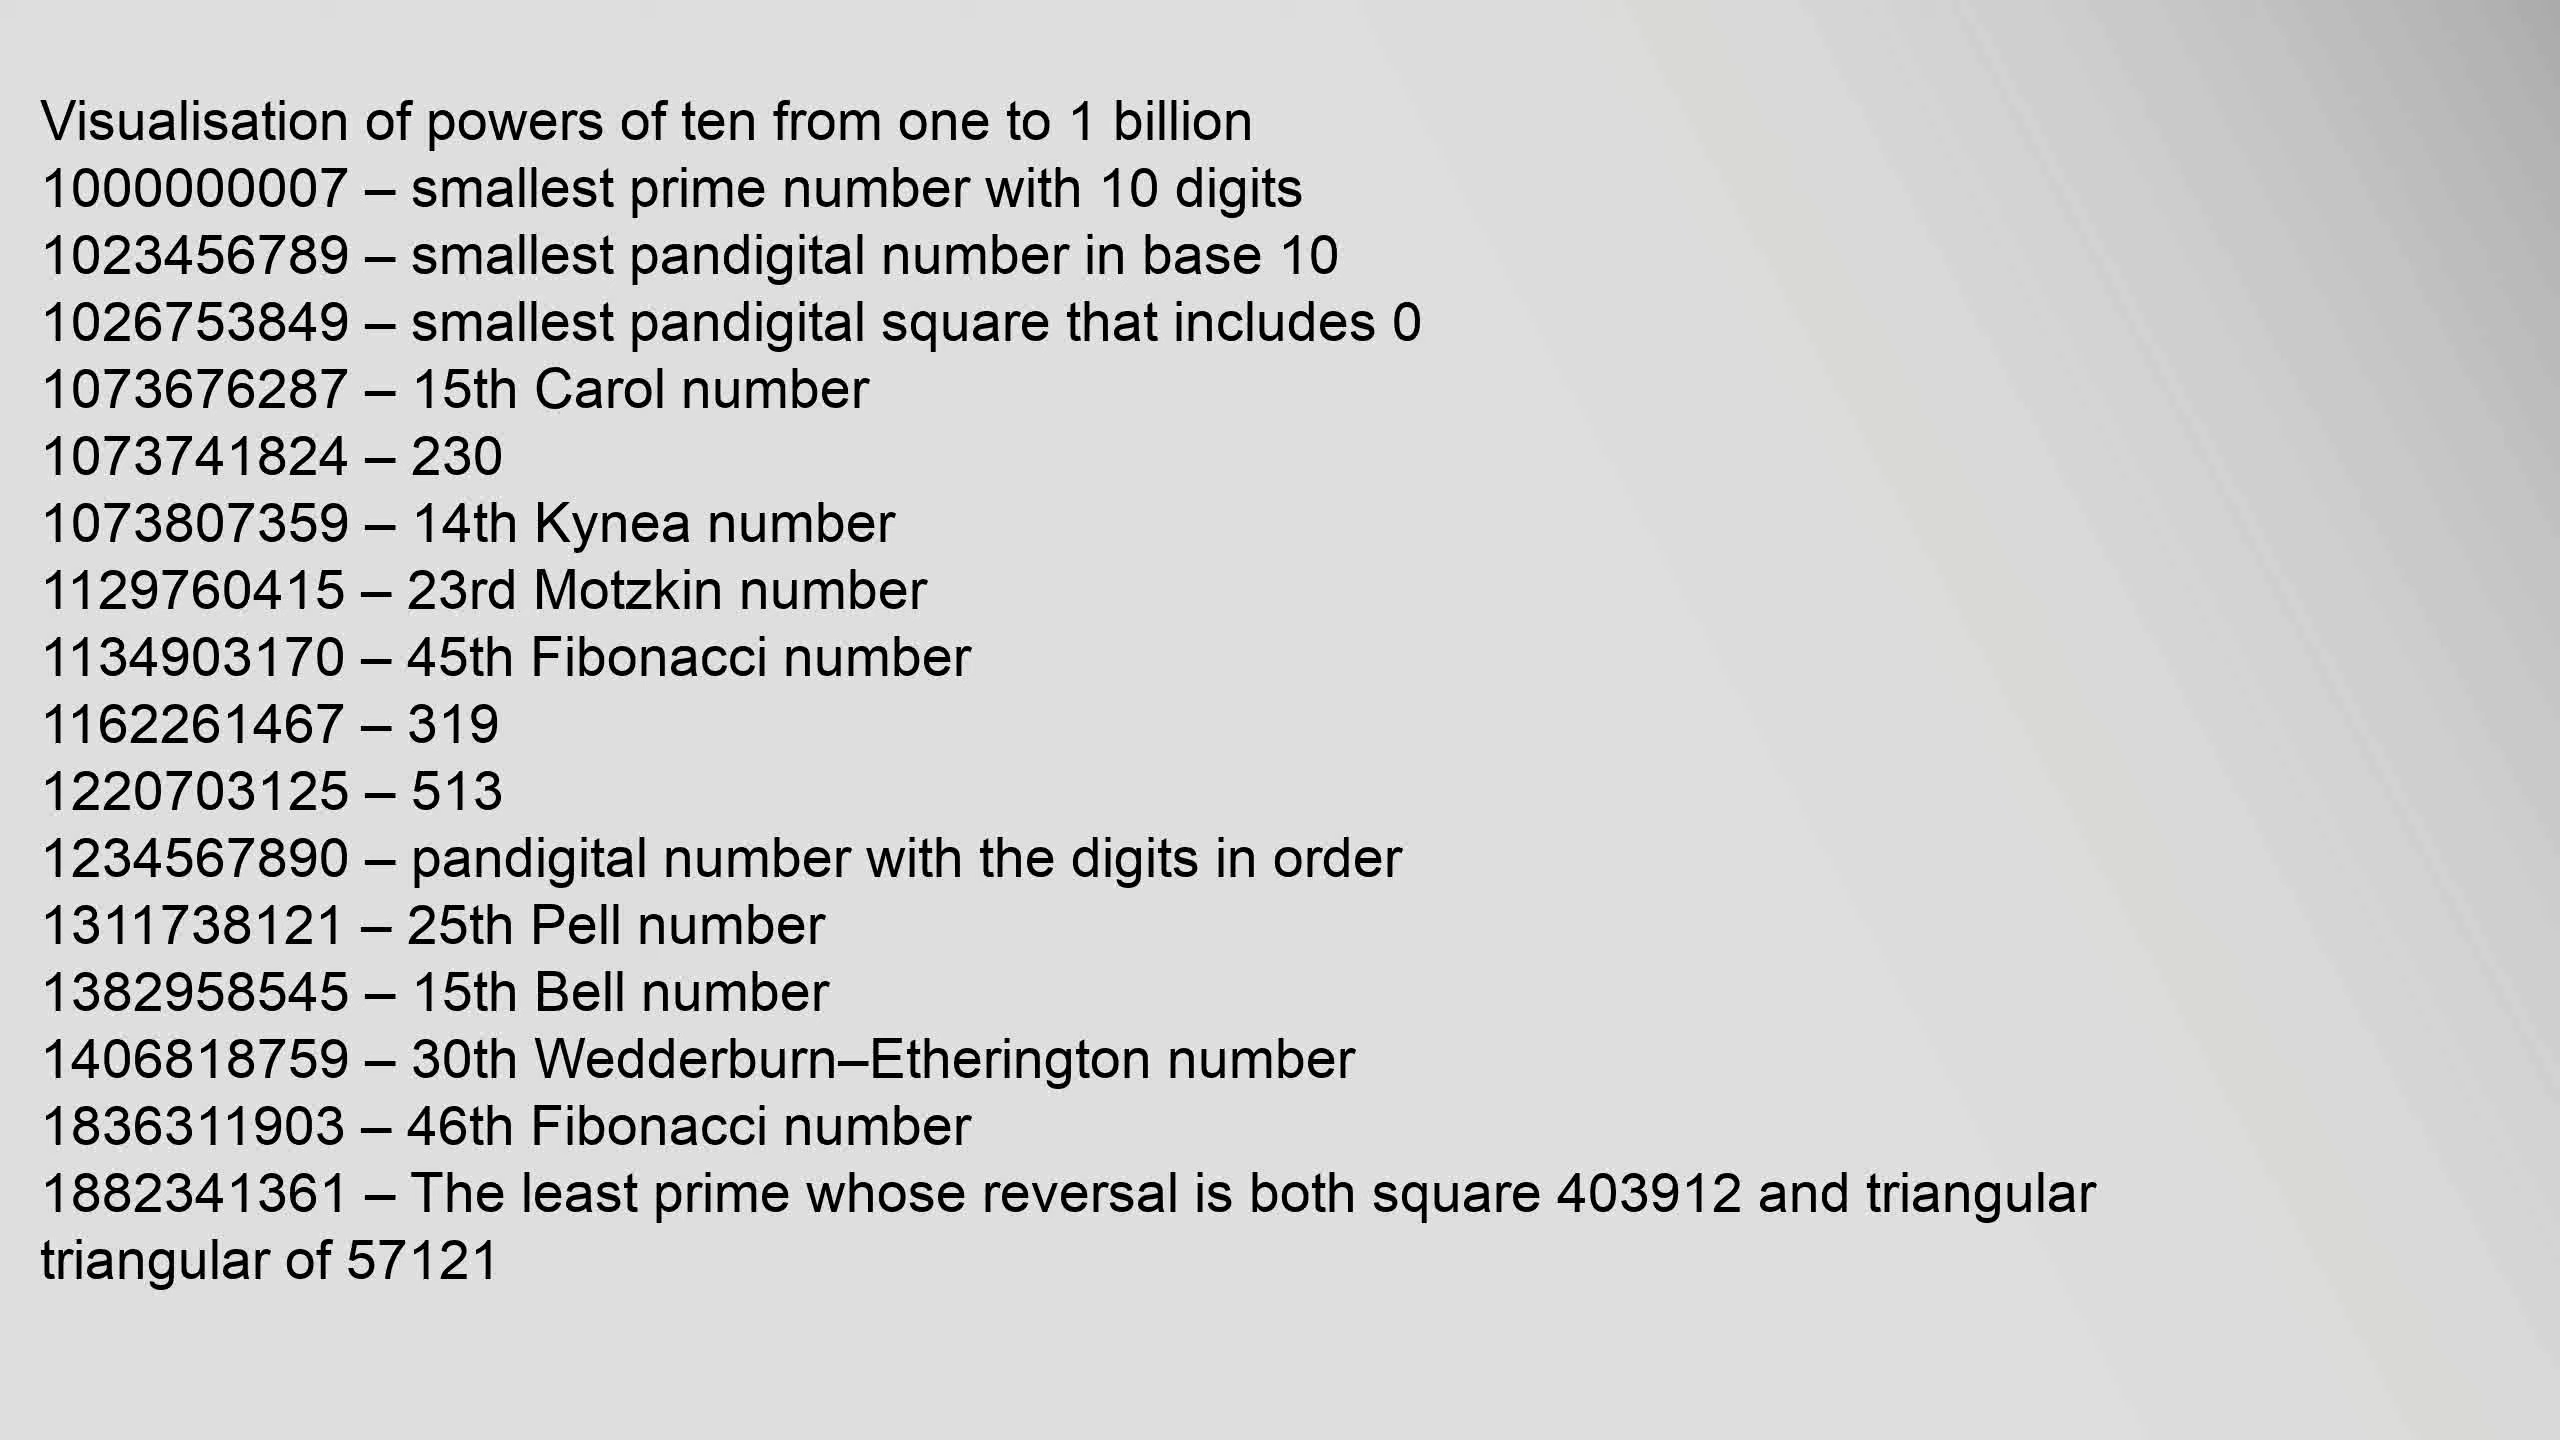 Visualisation of powers of ten from one to 1 billion
1000000007 – smallest prime number with 10 digits
1023456789 – smallest pandigital number in base 10
1026753849 – smallest pandigital square that includes 0
1073676287 – 15th Carol number
1073741824 – 230
1073807359 – 14th Kynea number
1129760415 – 23rd Motzkin number
1134903170 – 45th Fibonacci number
1162261467 – 319
1220703125 – 513
1234567890 – pandigital number with the digits in order
1311738121 – 25th Pell number
1382958545 – 15th Bell number
1406818759 – 30th Wedderburn–Etherington number
1836311903 – 46th Fibonacci number
1882341361 – The least prime whose reversal is both square 403912 and triangular
triangular of 57121